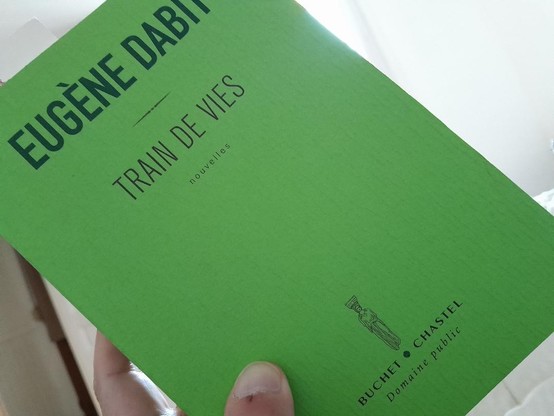 EUGÈNE DABIT
TRAIN DE VIES
nouvelles
BUCHET • CHASTEL
Domaine public